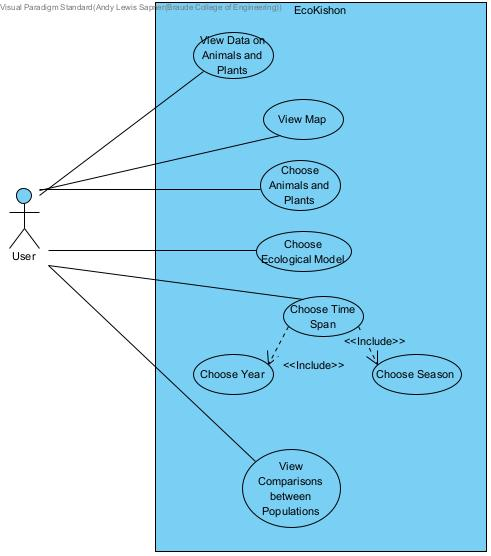 Visual Paradigm Standard(Andy Lewis Sapner(Braude College of Engineering))
EcoKishon
View Data on
Animals and
Plants
View Map
Choose
Animals and
Plants
User
Choose
Ecological Model
Choose Time
Span
<<Include>>
<<Include>>
Choose Year
Choose Season
View
Comparisons
between
Populations